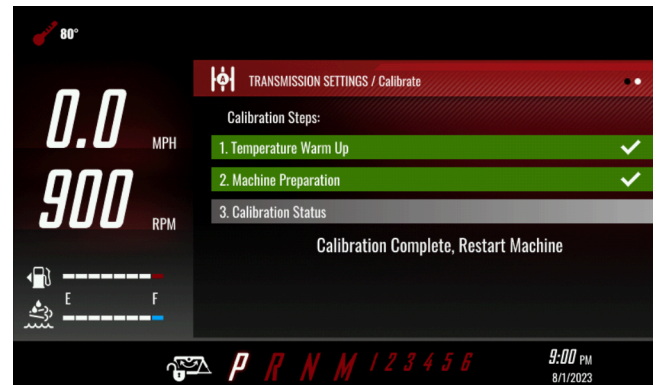 80°
TRANSMISSION SETTINGS / Calibrate
0.0 MPH
900 RPM
Calibration Steps:
1. Temperature Warm Up
2. Machine Preparation
3. Calibration Status
Calibration Complete, Restart Machine
E F
P R N M 1 2 3 4 5 6
9:00 PM
8/1/2023